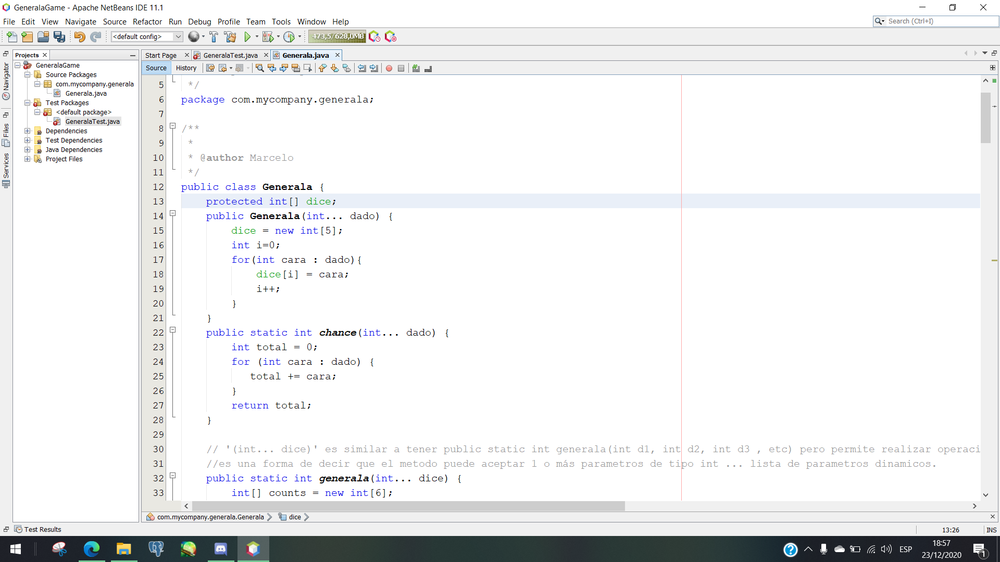 GeneralaGame - Apache NetBeans IDE 11.1
File Edit View Navigate Source Refactor Run Debug Profile Team Tools Window Help
Search (Ctrl+I)
<default config>
473,5/628,0MB
Projects
Start Page
GeneralaTest.java
Generala.java
Navigator
Files
Services
GeneralaGame
Source Packages
com.mycompany.generala
Generala.java
Test Packages
<default package>
GeneralaTest.java
Dependencies
Test Dependencies
Java Dependencies
Project Files
Source History
5 */
6 package com.mycompany.generala;
7
8 /**
9 *
10 * @author Marcelo
11 */
12 public class Generala {
13 protected int[] dice;
14 public Generala(int... dado) {
15 dice = new int[5];
16 int i=0;
17 for(int cara : dado){
18 dice[i] = cara;
19 i++;
20 }
21 }
22 public static int chance(int... dado) {
23 int total = 0;
24 for (int cara : dado) {
25 total += cara;
26 }
27 return total;
28 }
29
30 // '(int... dice)' es similar a tener public static int generala(int d1, int d2, int d3 , etc) pero permite realizar operaci
31 //es una forma de decir que el metodo puede aceptar 1 o más parametros de tipo int ... lista de parametros dinamicos.
32 public static int generala(int... dice) {
33 int[] counts = new int[6];
com.mycompany.generala.Generala
dice
Test Results
13:26
INS
ESP
18:57
23/12/2020
1